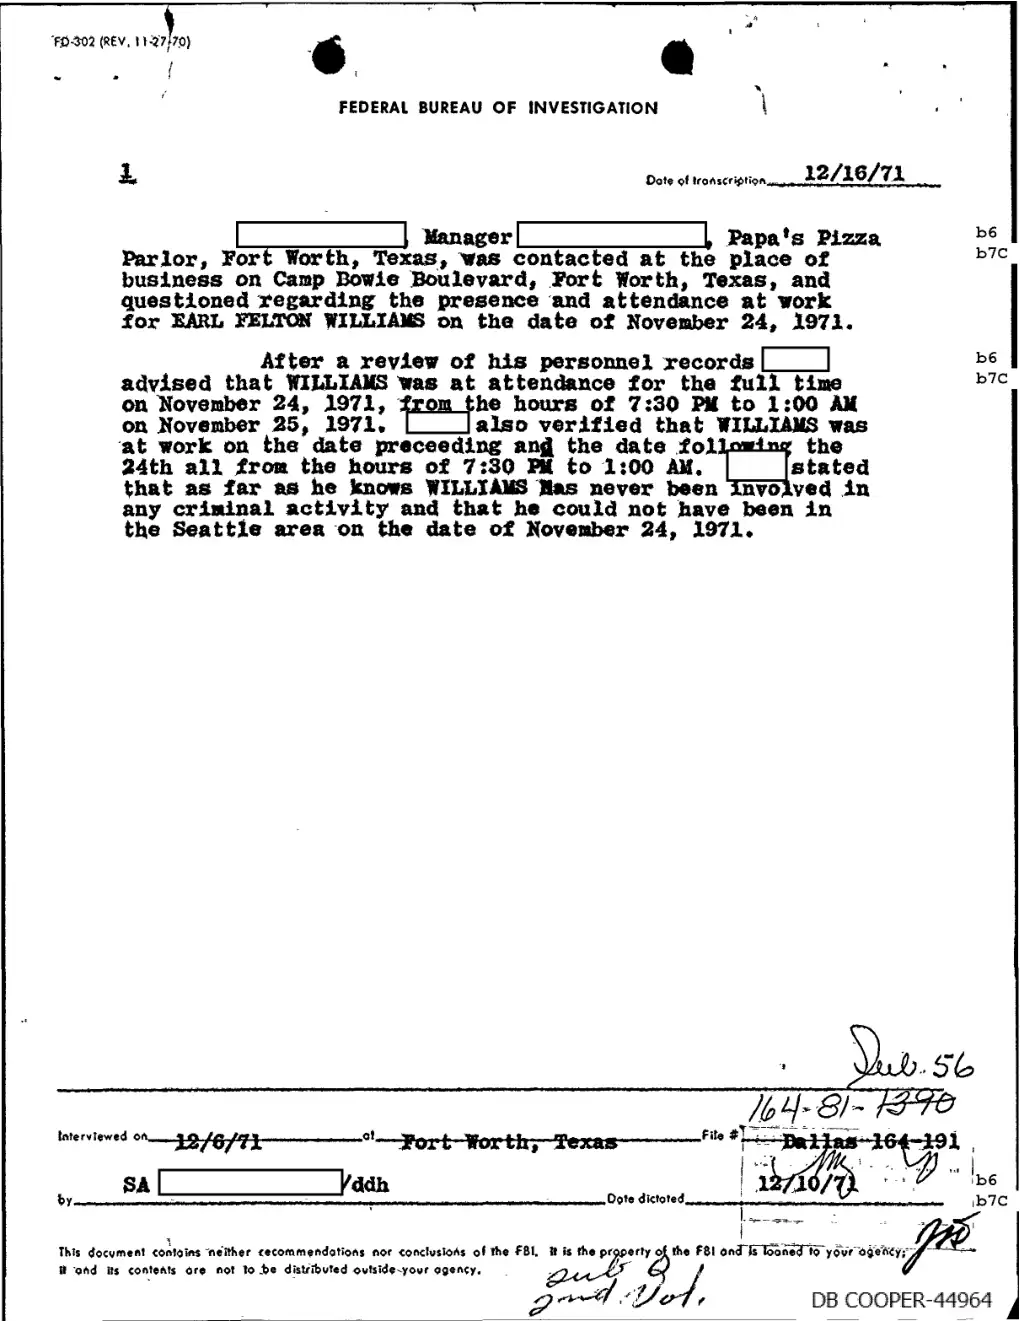 FD-302 (REV. 11-27-70)
FEDERAL BUREAU OF INVESTIGATION
1
Date of transcription 12/16/71
, Manager , Papa's Pizza b6
Parlor, Fort Worth, Texas, was contacted at the place of b7C
business on Camp Bowie Boulevard, Fort Worth, Texas, and
questioned regarding the presence and attendance at work
for EARL FELTON WILLIAMS on the date of November 24, 1971.
After a review of his personnel records b6
advised that WILLIAMS was at attendance for the full time b7C
on November 24, 1971, from the hours of 7:30 PM to 1:00 AM
on November 25, 1971. also verified that WILLIAMS was
at work on the date preceeding and the date following the
24th all from the hours of 7:30 PM to 1:00 AM. stated
that as far as he knows WILLIAMS has never been involved in
any criminal activity and that he could not have been in
the Seattle area on the date of November 24, 1971.
Sub. 56
164-81-1390
Interviewed on 12/6/71 at Fort Worth, Texas File # Dallas 164-191
by SA /ddh Date dictated 12/10/71 b6
b7C
This document contains neither recommendations nor conclusions of the FBI. It is the property of the FBI and is loaned to your agency;
it and its contents are not to be distributed outside your agency.
2nd Vol.
DB COOPER-44964